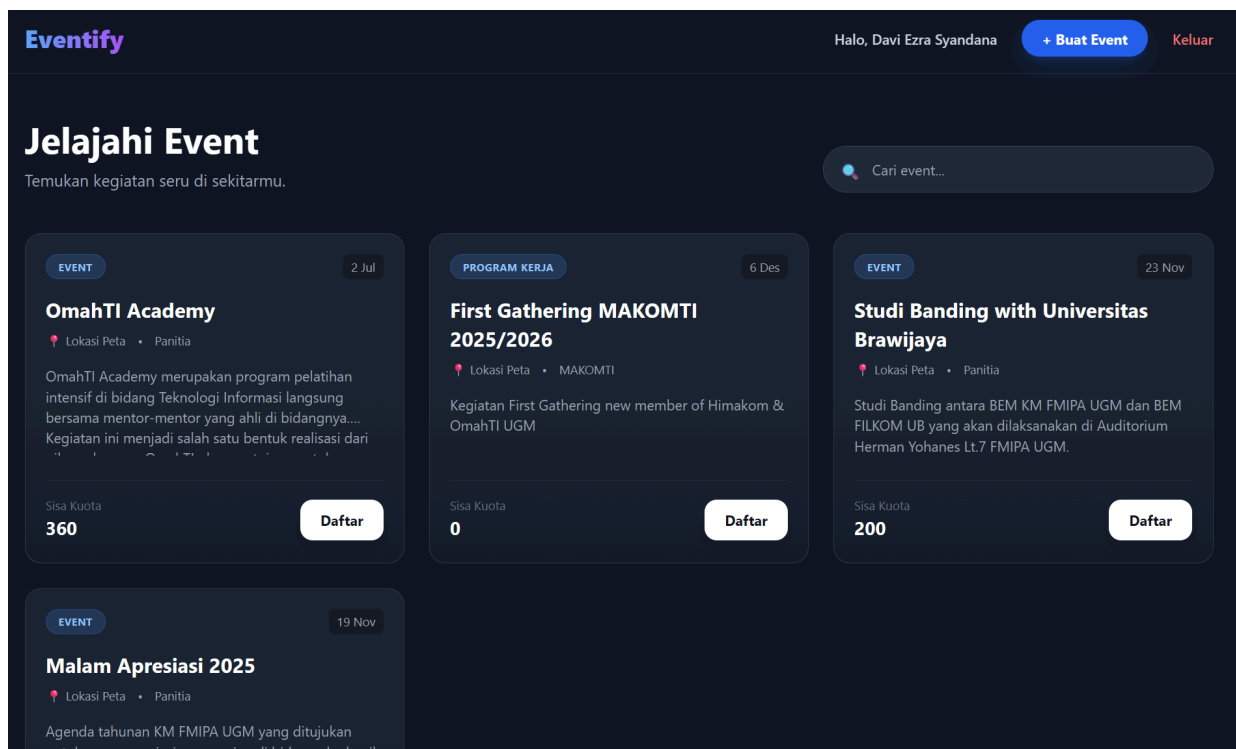 Eventify
Halo, Davi Ezra Syandana
+ Buat Event
Keluar
Jelajahi Event
Temukan kegiatan seru di sekitarmu.
Cari event...
EVENT
2 Jul
OmahTI Academy
Lokasi Peta • Panitia
OmahTI Academy merupakan program pelatihan
intensif di bidang Teknologi Informasi langsung
bersama mentor-mentor yang ahli di bidangnya....
Kegiatan ini menjadi salah satu bentuk realisasi dari
Sisa Kuota
360
Daftar
PROGRAM KERJA
6 Des
First Gathering MAKOMTI
2025/2026
Lokasi Peta • MAKOMTI
Kegiatan First Gathering new member of Himakom &
OmahTI UGM
Sisa Kuota
0
Daftar
EVENT
23 Nov
Studi Banding with Universitas
Brawijaya
Lokasi Peta • Panitia
Studi Banding antara BEM KM FMIPA UGM dan BEM
FILKOM UB yang akan dilaksanakan di Auditorium
Herman Yohanes Lt.7 FMIPA UGM.
Sisa Kuota
200
Daftar
EVENT
19 Nov
Malam Apresiasi 2025
Lokasi Peta • Panitia
Agenda tahunan KM FMIPA UGM yang ditujukan